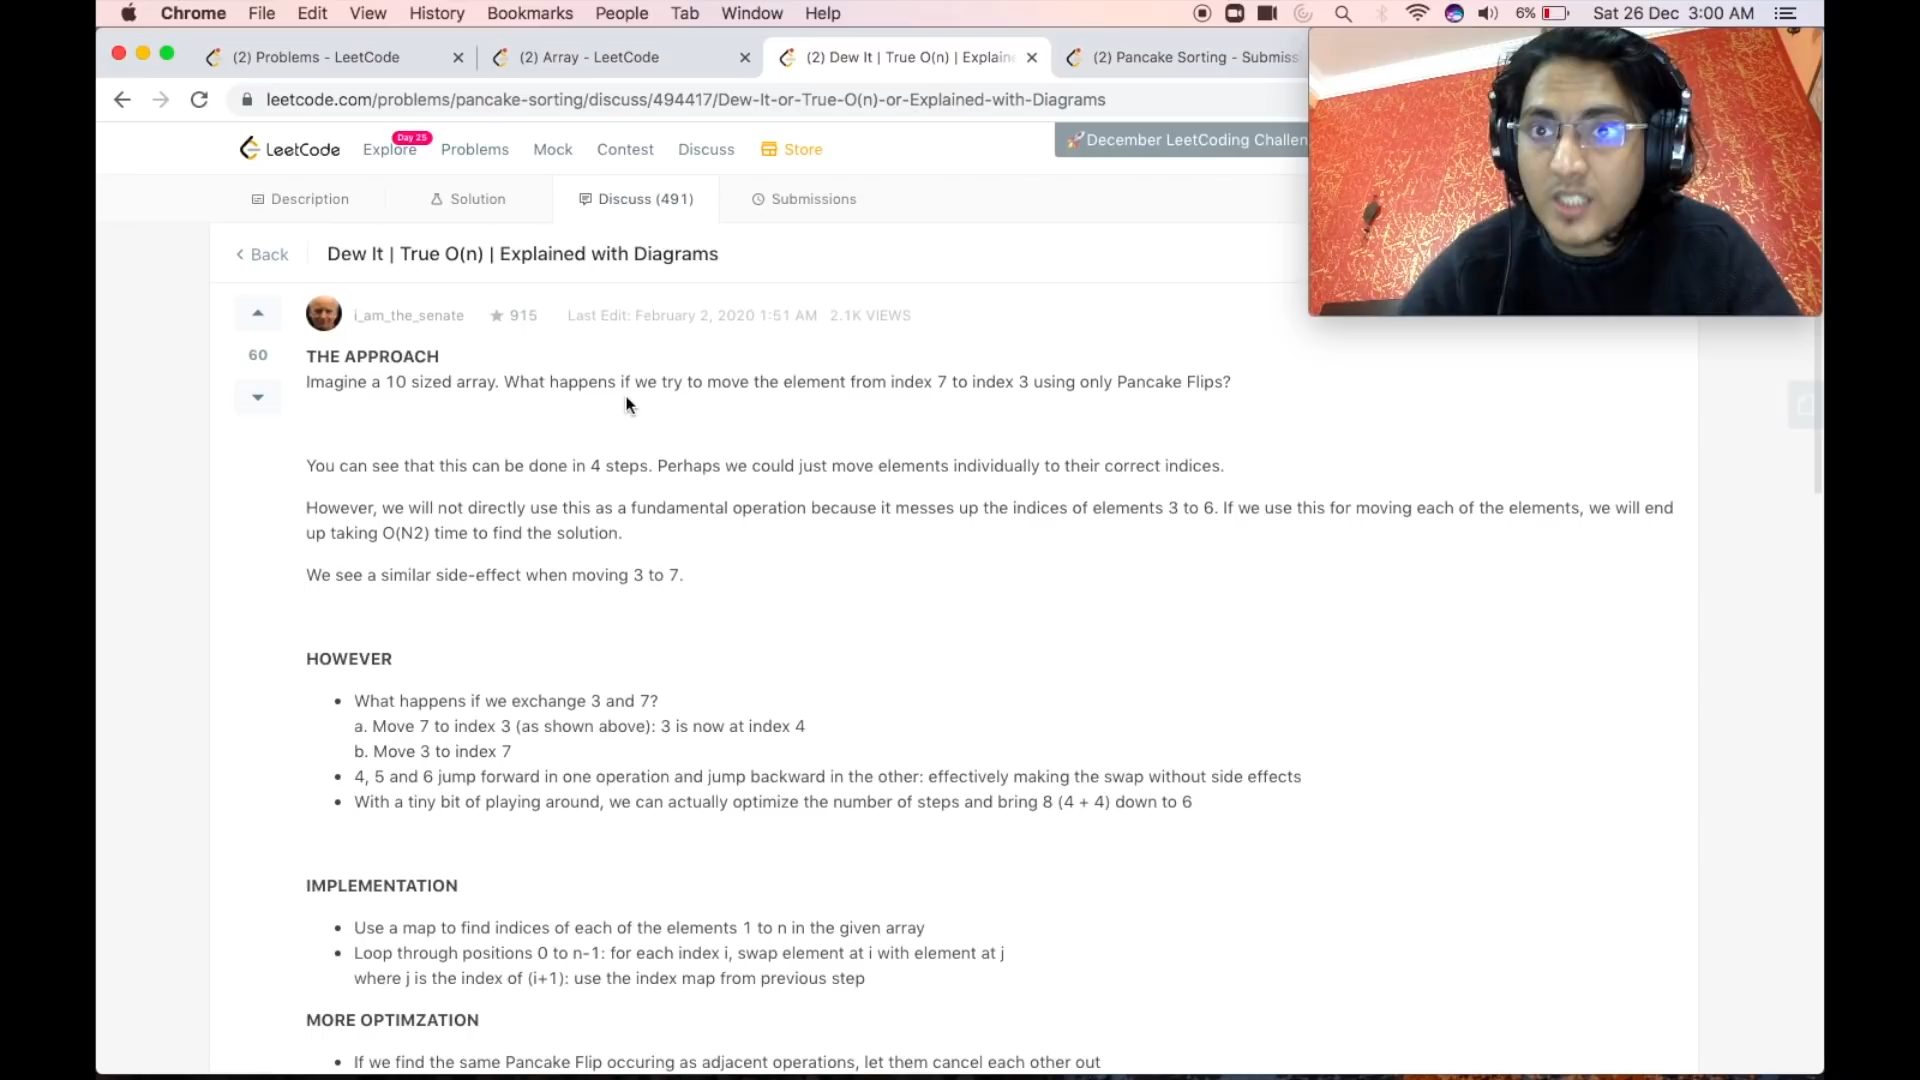 Chrome File Edit View History Bookmarks People Tab Window Help 6% Sat 26 Dec 3:00 AM
(2) Problems - LeetCode (2) Array - LeetCode (2) Dew It | True O(n) | Explaine (2) Pancake Sorting - Submiss
leetcode.com/problems/pancake-sorting/discuss/494417/Dew-It-or-True-O(n)-or-Explained-with-Diagrams
Day 25
LeetCode Explore Problems Mock Contest Discuss Store December LeetCoding Challen
Description Solution Discuss (491) Submissions
Back Dew It | True O(n) | Explained with Diagrams
i_am_the_senate 915 Last Edit: February 2, 2020 1:51 AM 2.1K VIEWS
60
THE APPROACH
Imagine a 10 sized array. What happens if we try to move the element from index 7 to index 3 using only Pancake Flips?
You can see that this can be done in 4 steps. Perhaps we could just move elements individually to their correct indices.
However, we will not directly use this as a fundamental operation because it messes up the indices of elements 3 to 6. If we use this for moving each of the elements, we will end
up taking O(N2) time to find the solution.
We see a similar side-effect when moving 3 to 7.
HOWEVER
• What happens if we exchange 3 and 7?
a. Move 7 to index 3 (as shown above): 3 is now at index 4
b. Move 3 to index 7
• 4, 5 and 6 jump forward in one operation and jump backward in the other: effectively making the swap without side effects
• With a tiny bit of playing around, we can actually optimize the number of steps and bring 8 (4 + 4) down to 6
IMPLEMENTATION
• Use a map to find indices of each of the elements 1 to n in the given array
• Loop through positions 0 to n-1: for each index i, swap element at i with element at j
where j is the index of (i+1): use the index map from previous step
MORE OPTIMZATION
• If we find the same Pancake Flip occuring as adjacent operations, let them cancel each other out